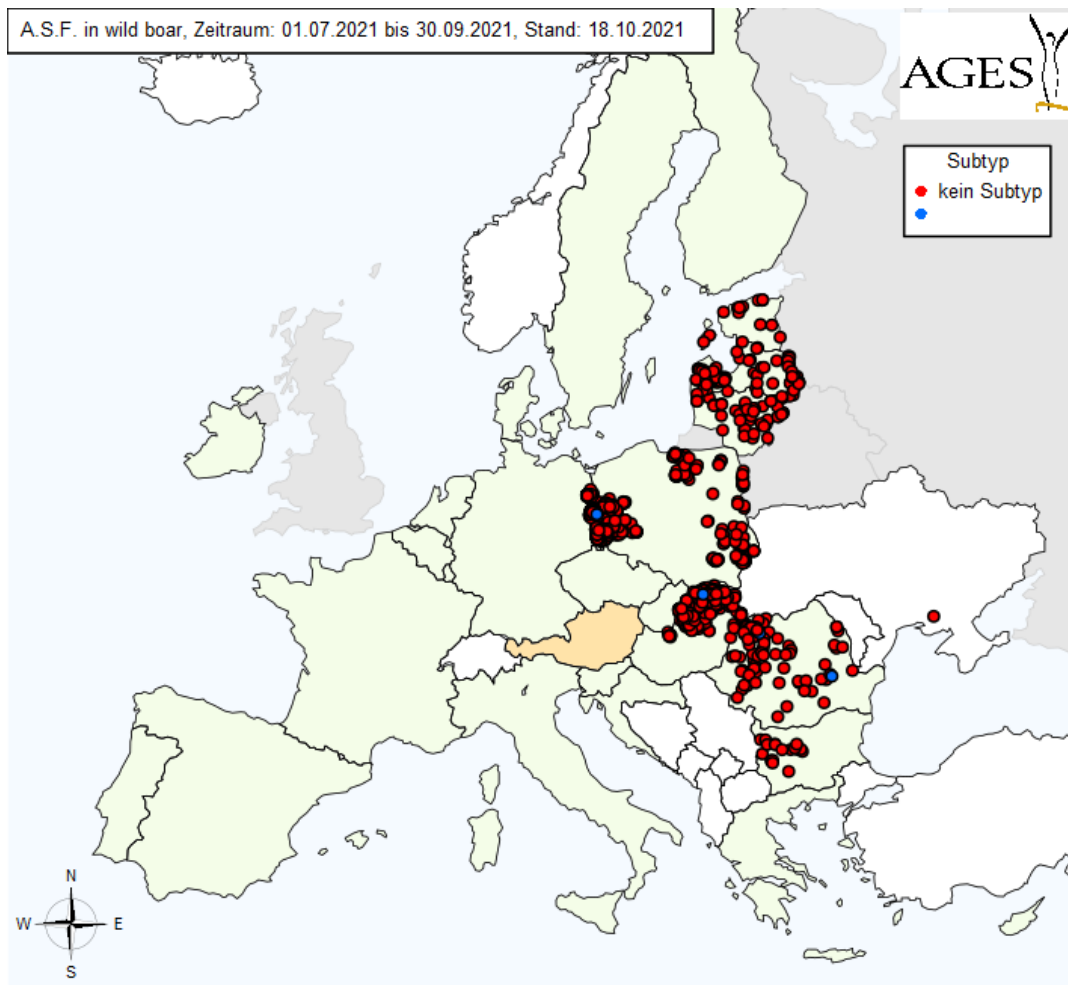 A.S.F. in wild boar, Zeitraum: 01.07.2021 bis 30.09.2021, Stand: 18.10.2021
AGES
Subtyp
kein Subtyp
N
W E
S